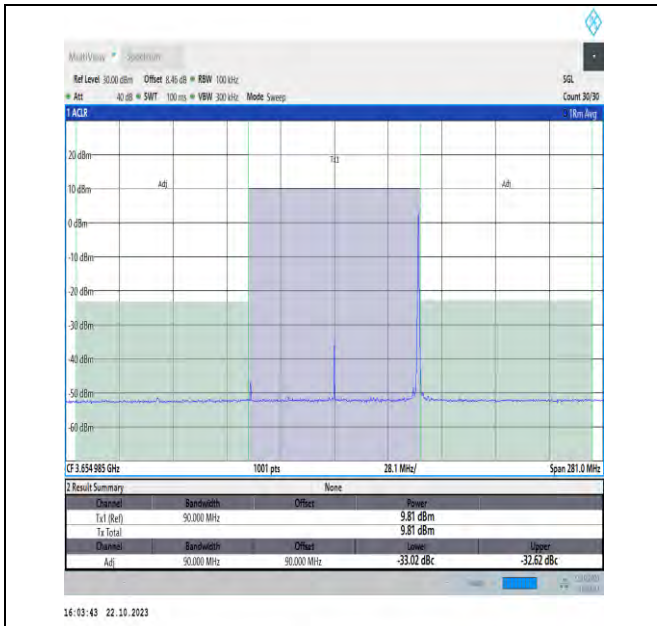 MultiView Spectrum
Ref Level 30.00 dBm Offset 8.45 dB RBW 100 kHz SGL
Att 40 dB SWT 100 ms VBW 300 kHz Mode Sweep Count 30/30
1 ACLR 1Rm Avg
Tx1
20 dBm
Adj Adj
10 dBm
0 dBm
-10 dBm
-20 dBm
-30 dBm
-40 dBm
-50 dBm
-60 dBm
CF 3.654985 GHz 1001 pts 28.1 MHz/ Span 281.0 MHz
2 Result Summary None
Channel Bandwidth Offset Power
Tx1 (Ref) 90.000 MHz 9.81 dBm
Tx Total 9.81 dBm
Channel Bandwidth Offset Lower Upper
Adj 90.000 MHz 90.000 MHz -33.02 dBc -32.62 dBc
16:03:43 22.10.2023